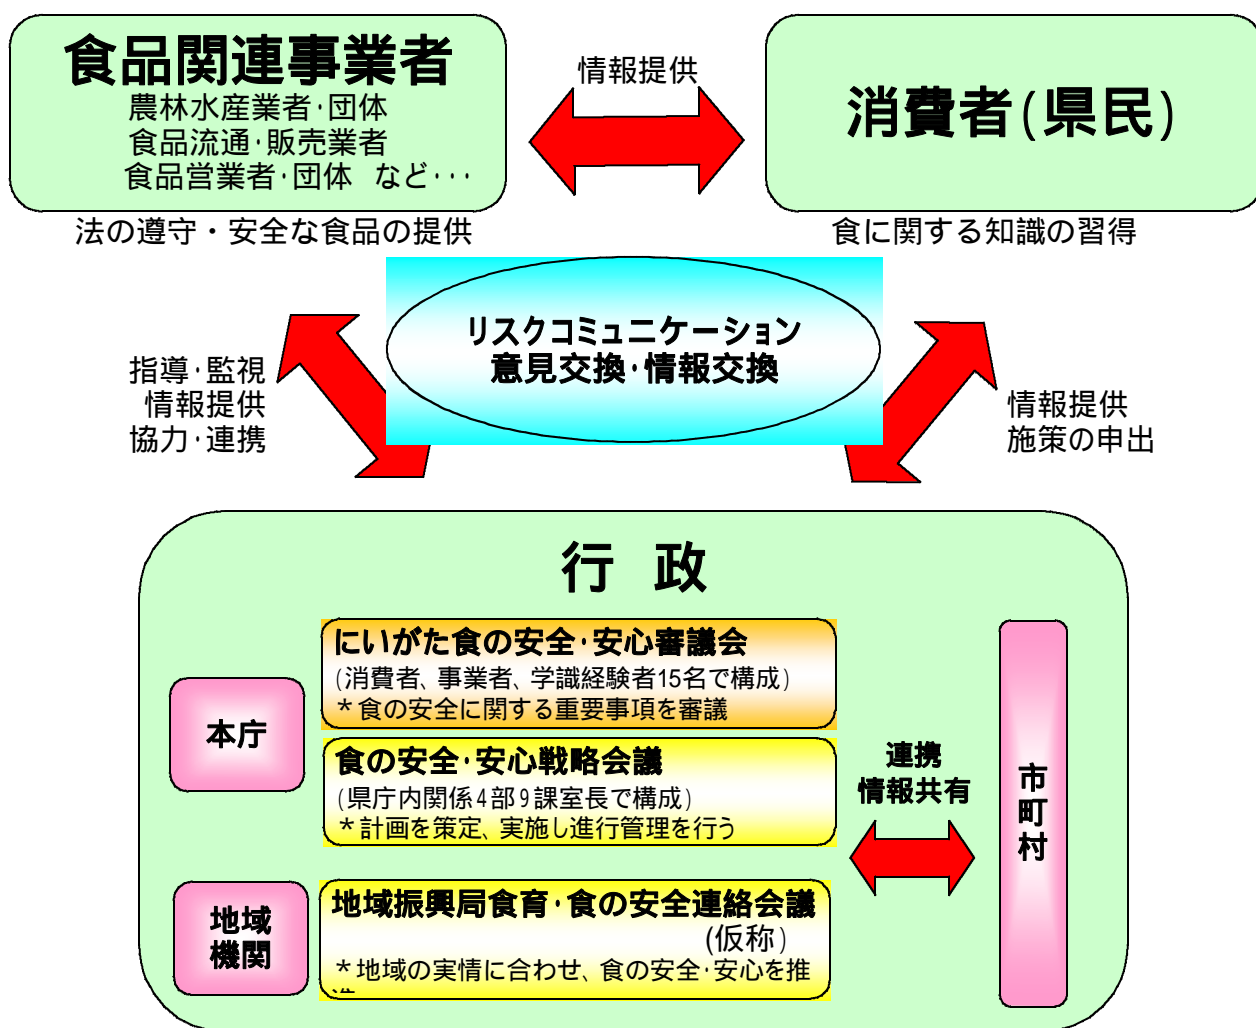 食品関連事業者
農林水産業者・団体
食品流通・販売業者
食品営業者・団体 など・・・
法の遵守・安全な食品の提供
情報提供
消費者(県民)
食に関する知識の習得
リスクコミュニケーション
意見交換・情報交換
指導・監視
情報提供
協力・連携
情報提供
施策の申出
行 政
本庁
にいがた食の安全・安心審議会
(消費者、事業者、学識経験者15名で構成)
*食の安全に関する重要事項を審議
食の安全・安心戦略会議
(県庁内関係4部9課室長で構成)
*計画を策定、実施し進行管理を行う
地域
機関
地域振興局食育・食の安全連絡会議
(仮称)
*地域の実情に合わせ、食の安全・安心を推
連携
情報共有
市町村